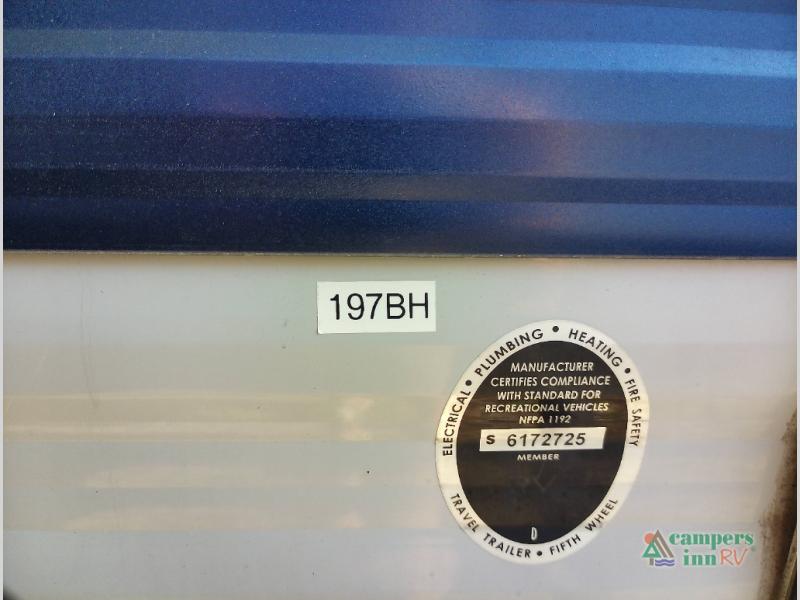 197BH
ELECTRICAL • PLUMBING • HEATING • FIRE SAFETY
MANUFACTURER
CERTIFIES COMPLIANCE
WITH STANDARD FOR
RECREATIONAL VEHICLES
NFPA 1192
S 6172725
MEMBER
D
TRAVEL TRAILER • FIFTH WHEEL
campers
inn RV